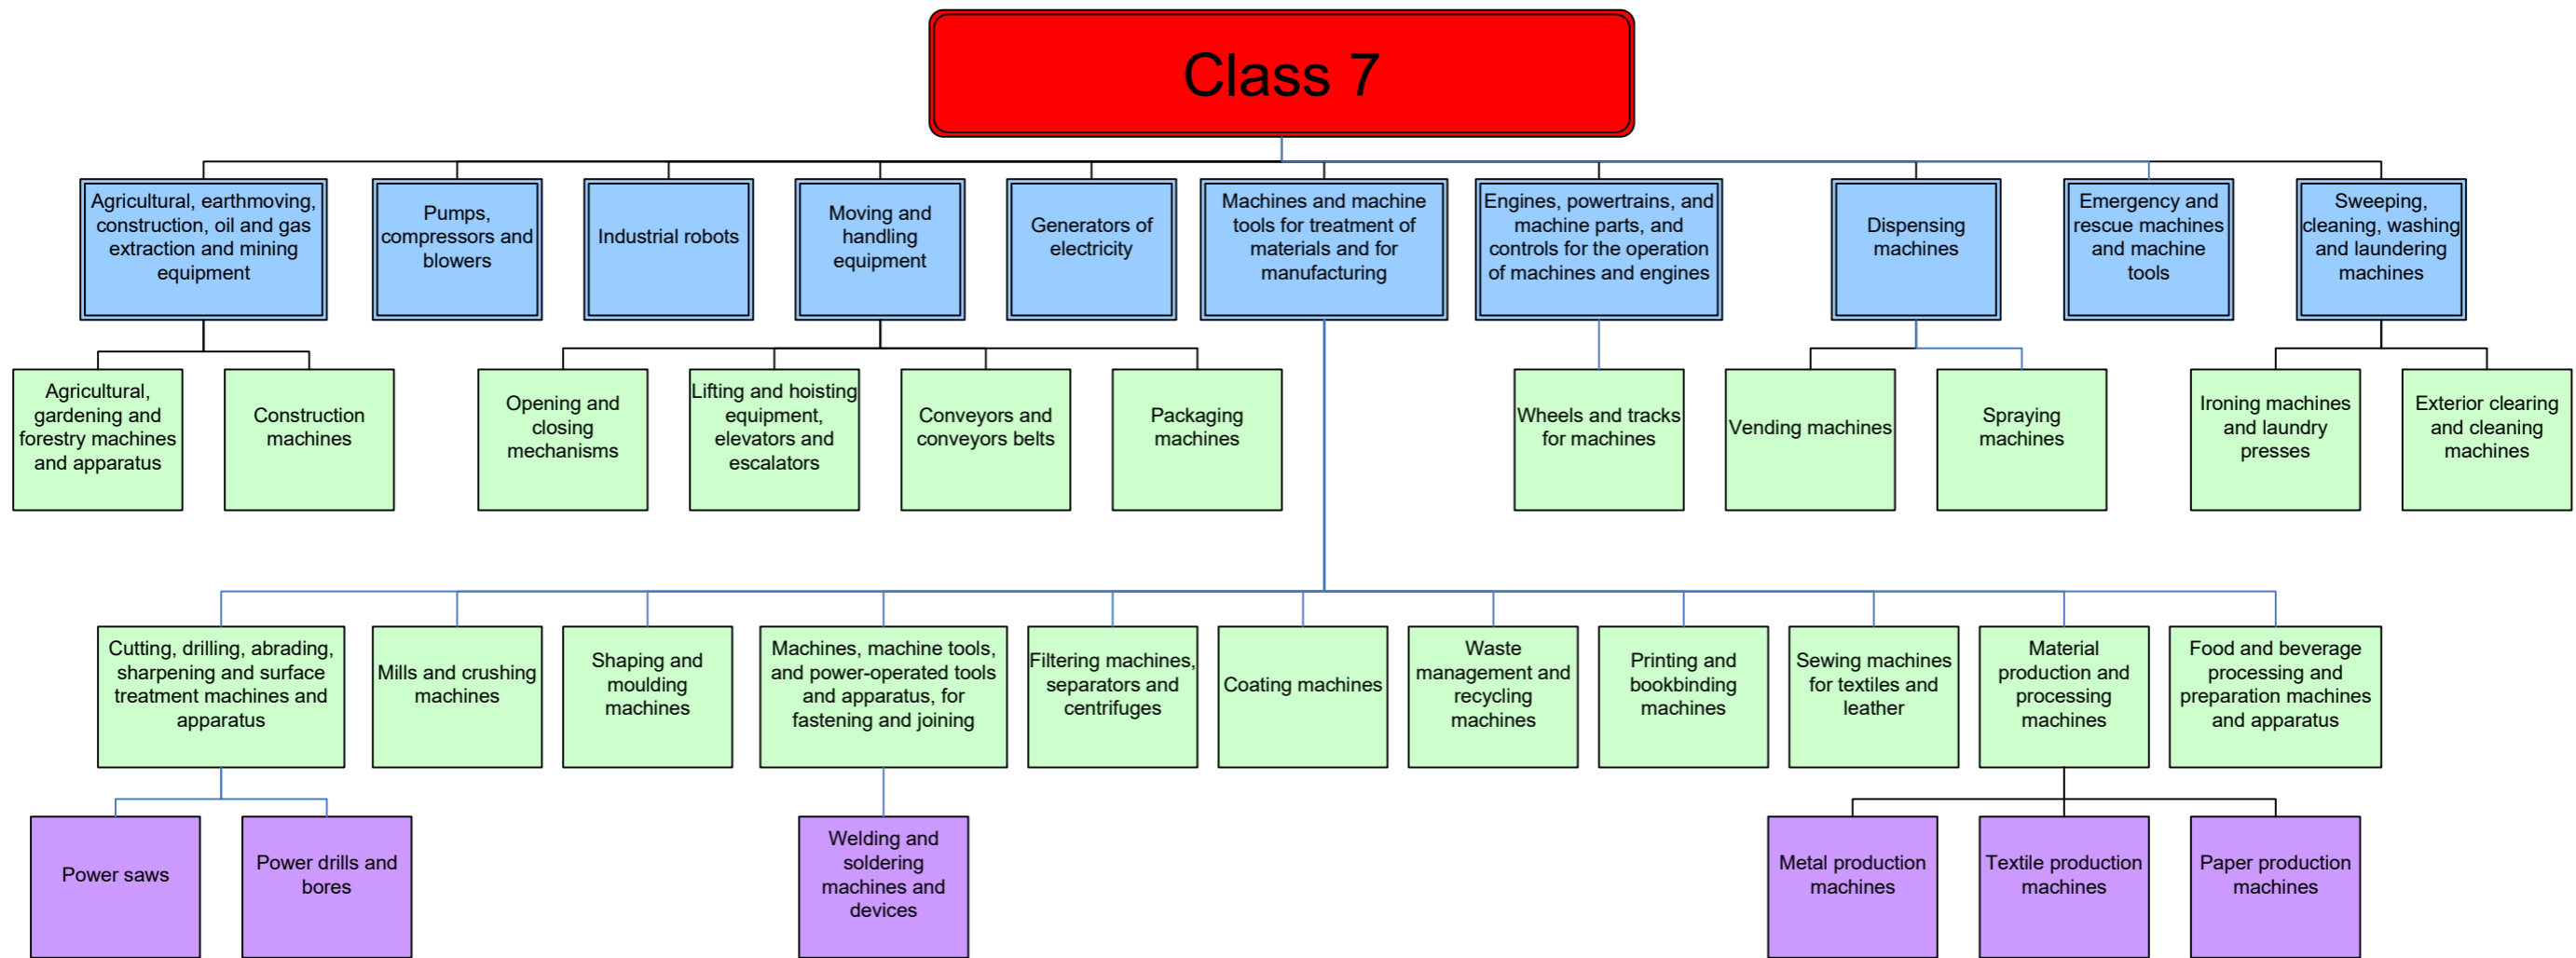 Class 7
Agricultural, earthmoving,
construction, oil and gas
extraction and mining
equipment
Pumps,
compressors and
blowers
Industrial robots
Moving and
handling
equipment
Generators of
electricity
Machines and machine
tools for treatment of
materials and for
manufacturing
Engines, powertrains, and
machine parts, and
controls for the operation
of machines and engines
Dispensing
machines
Emergency and
rescue machines
and machine
tools
Sweeping,
cleaning, washing
and laundering
machines
Agricultural,
gardening and
forestry machines
and apparatus
Construction
machines
Opening and
closing
mechanisms
Lifting and hoisting
equipment,
elevators and
escalators
Conveyors and
conveyors belts
Packaging
machines
Wheels and tracks
for machines
Vending machines
Spraying
machines
Ironing machines
and laundry
presses
Exterior clearing
and cleaning
machines
Cutting, drilling, abrading,
sharpening and surface
treatment machines and
apparatus
Mills and crushing
machines
Shaping and
moulding
machines
Machines, machine tools,
and power-operated tools
and apparatus, for
fastening and joining
Filtering machines,
separators and
centrifuges
Coating machines
Waste
management and
recycling
machines
Printing and
bookbinding
machines
Sewing machines
for textiles and
leather
Material
production and
processing
machines
Food and beverage
processing and
preparation machines
and apparatus
Power saws
Power drills and
bores
Welding and
soldering
machines and
devices
Metal production
machines
Textile production
machines
Paper production
machines